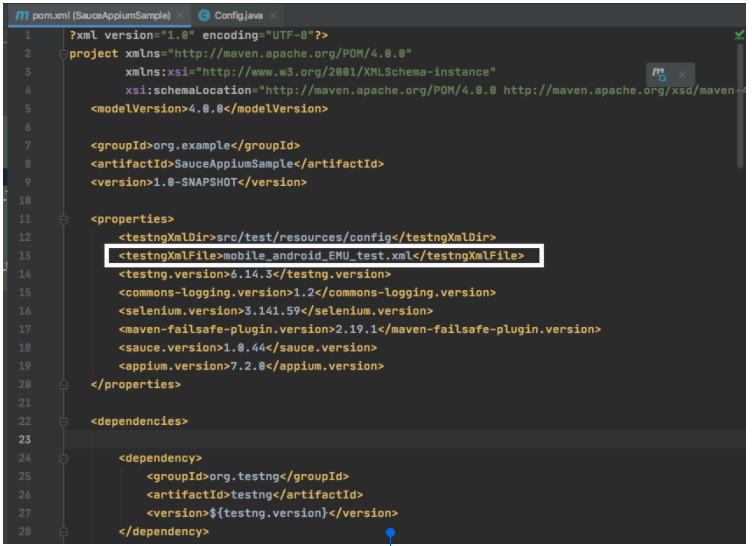 pom.xml (SauceAppiumSample) × Config.java ×
1 ?xml version="1.0" encoding="UTF-8"?>
2 project xmlns="http://maven.apache.org/POM/4.0.0"
3 xmlns:xsi="http://www.w3.org/2001/XMLSchema-instance"
4 xsi:schemaLocation="http://maven.apache.org/POM/4.0.0 http://maven.apache.org/xsd/maven-4
5 <modelVersion>4.0.0</modelVersion>
6
7 <groupId>org.example</groupId>
8 <artifactId>SauceAppiumSample</artifactId>
9 <version>1.0-SNAPSHOT</version>
10
11 <properties>
12 <testngXmlDir>src/test/resources/config</testngXmlDir>
13 <testngXmlFile>mobile_android_EMU_test.xml</testngXmlFile>
14 <testng.version>6.14.3</testng.version>
15 <commons-logging.version>1.2</commons-logging.version>
16 <selenium.version>3.141.59</selenium.version>
17 <maven-failsafe-plugin.version>2.19.1</maven-failsafe-plugin.version>
18 <sauce.version>1.0.44</sauce.version>
19 <appium.version>7.2.0</appium.version>
20 </properties>
21
22 <dependencies>
23
24 <dependency>
25 <groupId>org.testng</groupId>
26 <artifactId>testng</artifactId>
27 <version>${testng.version}</version>
28 </dependency>